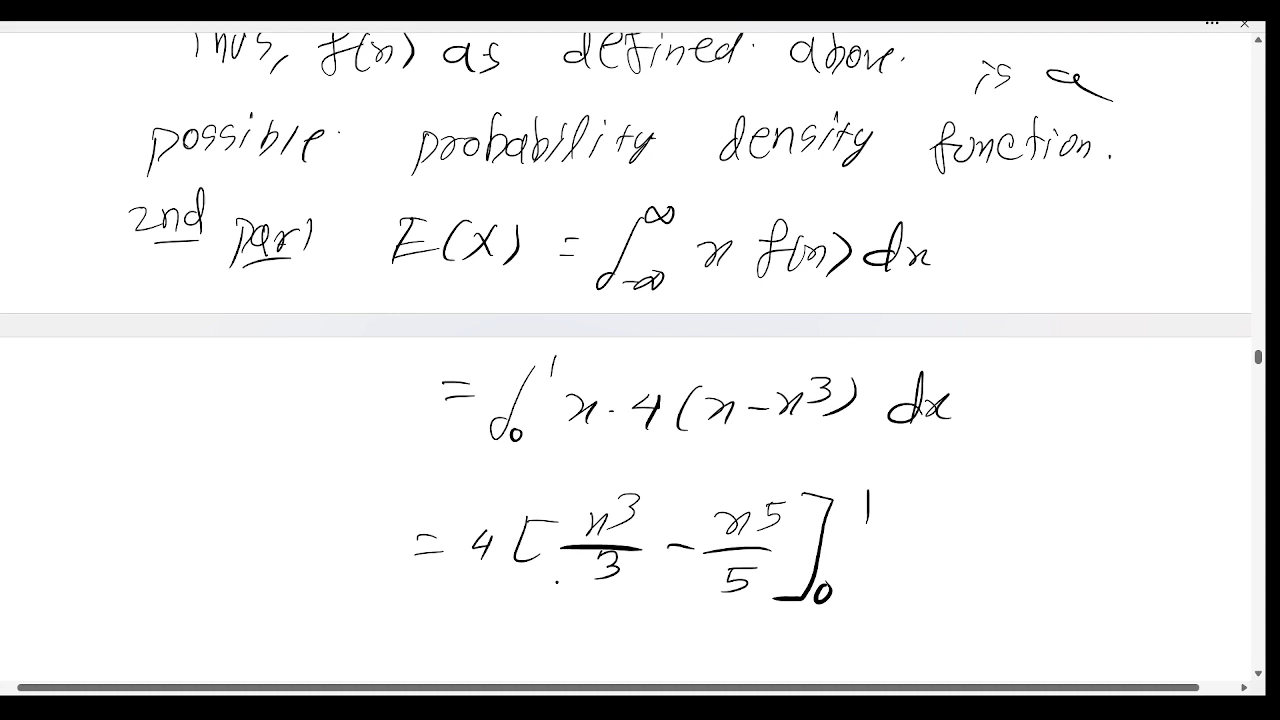 Thus, f(x) as defined above. is a
possible probability density function.
2nd part E(X) = ∫_{-∞}^{∞} x f(x) dx
= ∫_0^1 x · 4(x - x^3) dx
= 4 [x^3/3 - x^5/5]_0^1